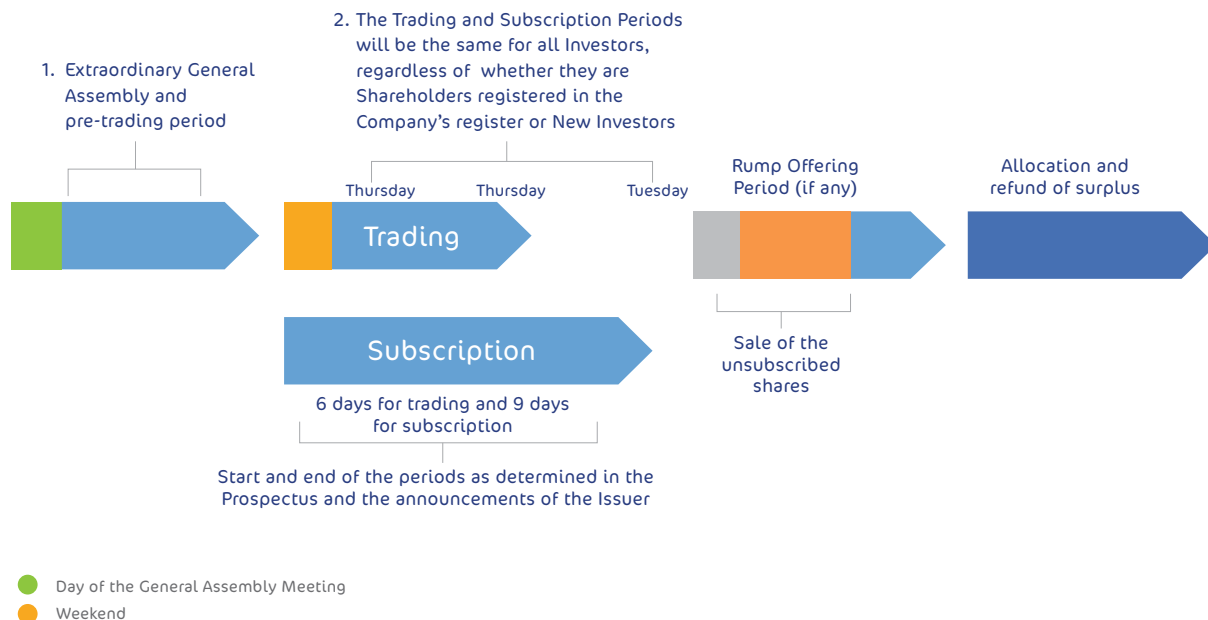 1. Extraordinary General
Assembly and
pre-trading period
2. The Trading and Subscription Periods
will be the same for all Investors,
regardless of whether they are
Shareholders registered in the
Company's register or New Investors
Thursday
Thursday
Tuesday
Rump Offering
Period (if any)
Allocation and
refund of surplus
Trading
Subscription
6 days for trading and 9 days
for subscription
Start and end of the periods as determined in the
Prospectus and the announcements of the Issuer
Sale of the
unsubscribed
shares
Day of the General Assembly Meeting
Weekend